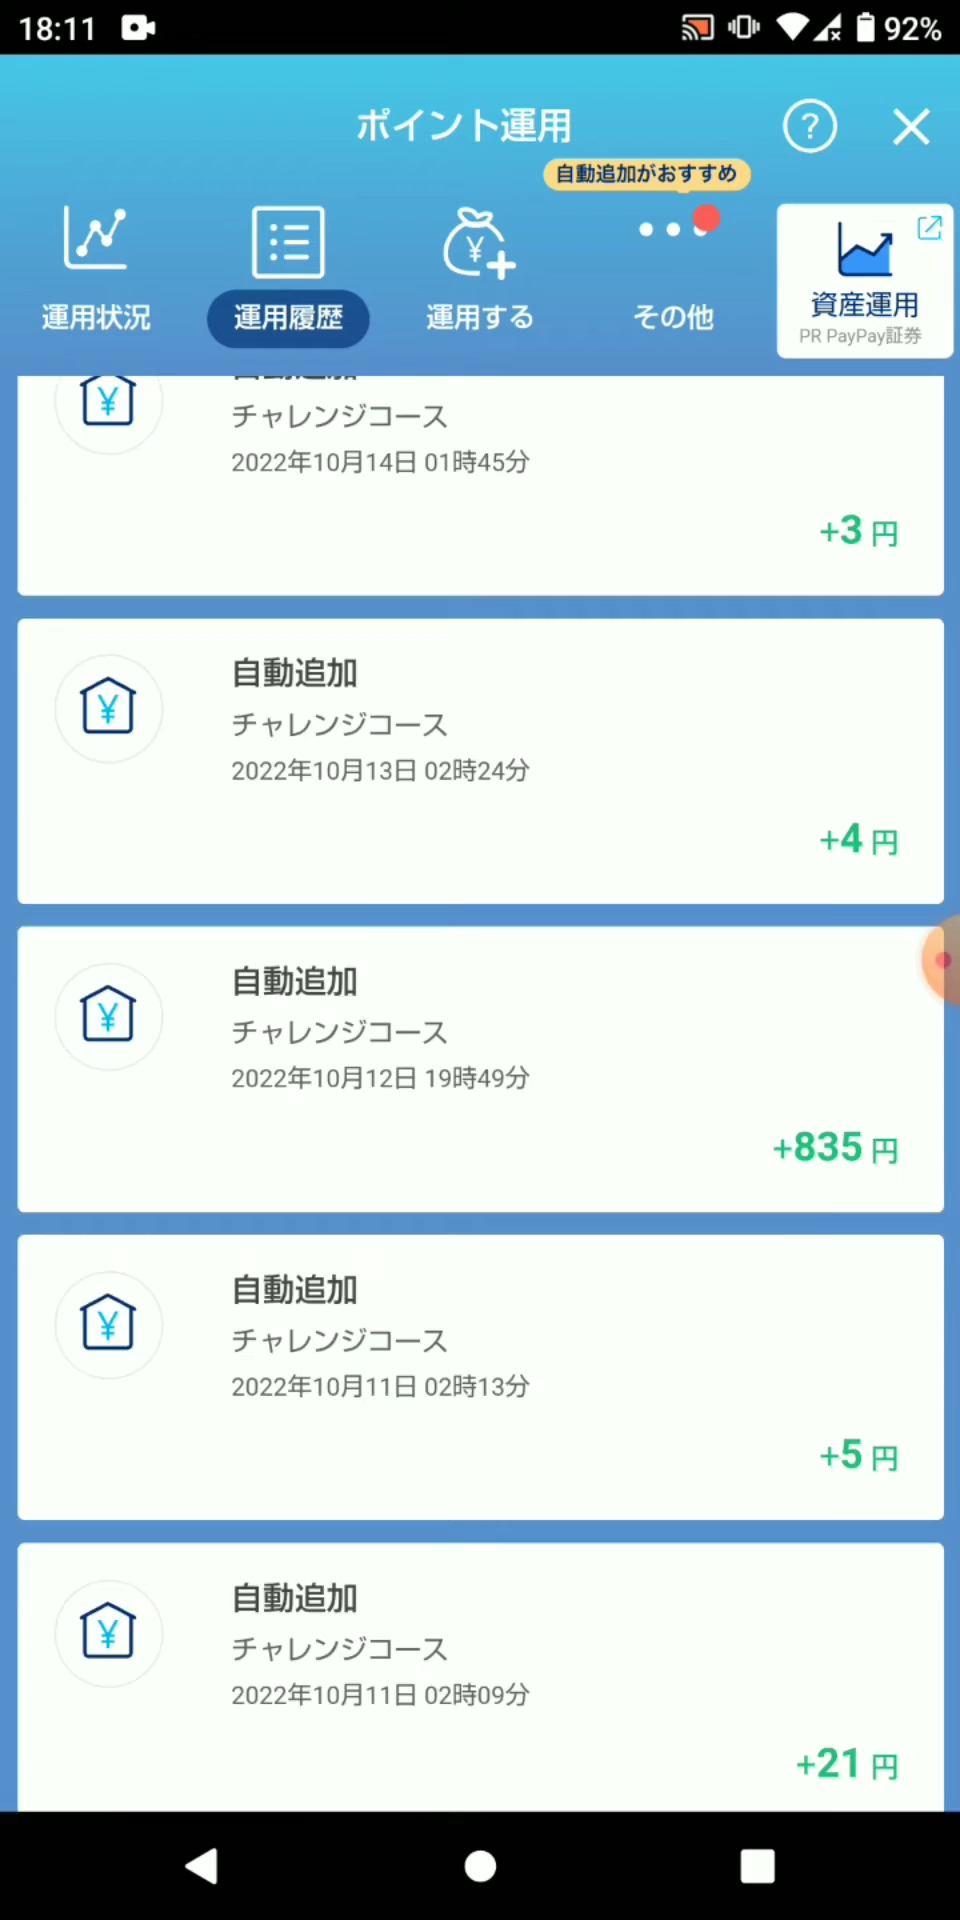 18:11
92%
ポイント運用
?
自動追加がおすすめ
運用状況
運用履歴
運用する
その他
資産運用
PR PayPay証券
チャレンジコース
2022年10月14日 01時45分
+3 円
自動追加
チャレンジコース
2022年10月13日 02時24分
+4 円
自動追加
チャレンジコース
2022年10月12日 19時49分
+835 円
自動追加
チャレンジコース
2022年10月11日 02時13分
+5 円
自動追加
チャレンジコース
2022年10月11日 02時09分
+21 円